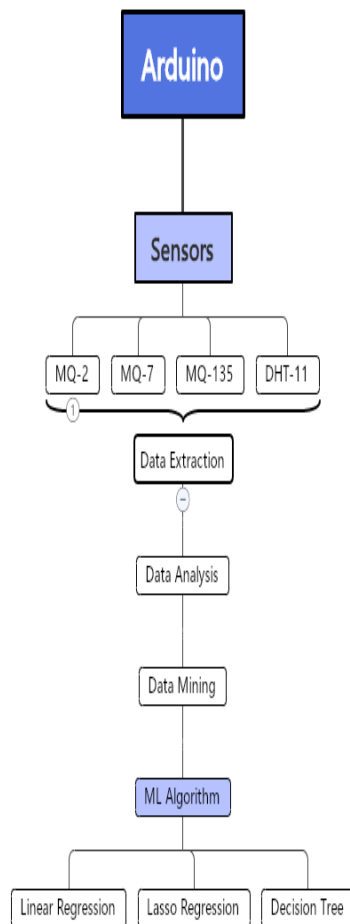 Arduino
Sensors
MQ-2 MQ-7 MQ-135 DHT-11
1
Data Extraction
Data Analysis
Data Mining
ML Algorithm
Linear Regression Lasso Regression Decision Tree